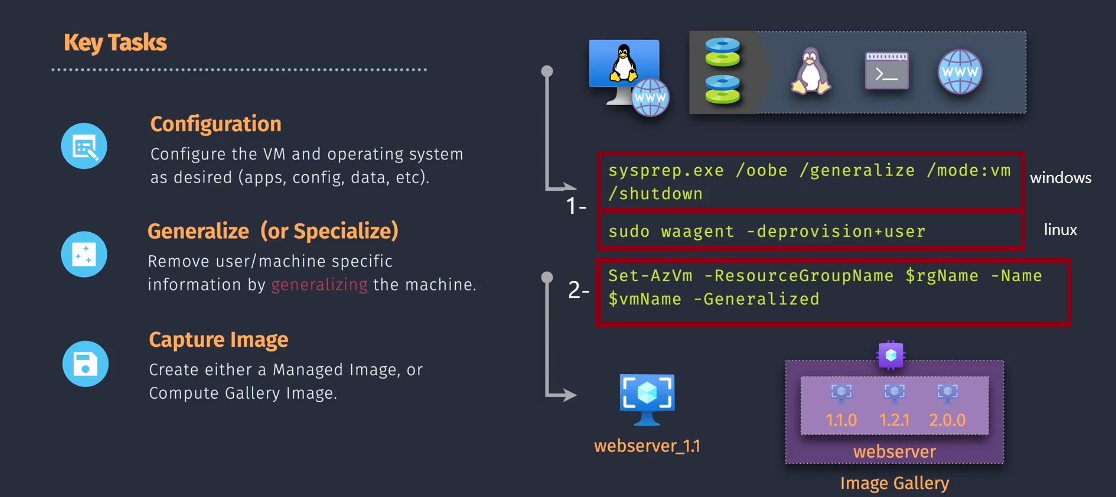 Key Tasks
Configuration
Configure the VM and operating system
as desired (apps, config, data, etc).
Generalize (or Specialize)
Remove user/machine specific
information by generalizing the machine.
Capture Image
Create either a Managed Image, or
Compute Gallery Image.
WWW
>_
WWW
1-
sysprep.exe /oobe /generalize /mode:vm
/shutdown
windows
sudo waagent -deprovision+user
linux
2-
Set-AzVm -ResourceGroupName $rgName -Name
$vmName -Generalized
webserver_1.1
1.1.0 1.2.1 2.0.0
webserver
Image Gallery